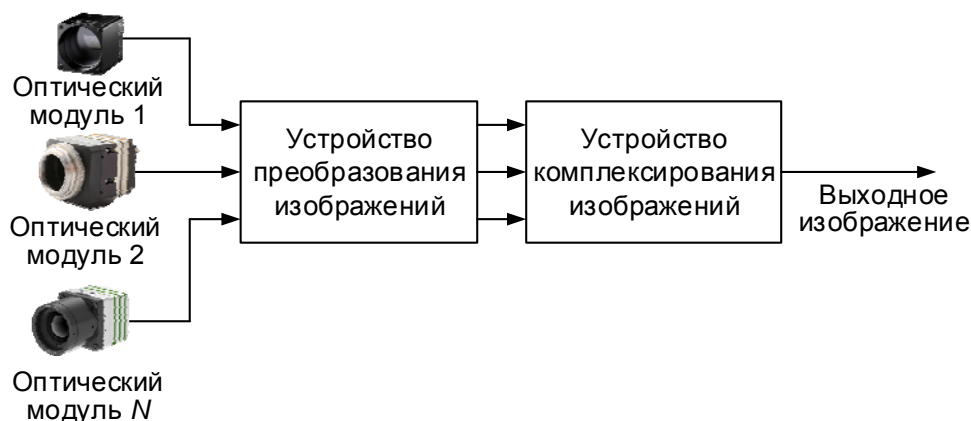 Оптический
модуль 1
Оптический
модуль 2
Оптический
модуль N
Устройство
преобразования
изображений
Устройство
комплексирования
изображений
Выходное
изображение